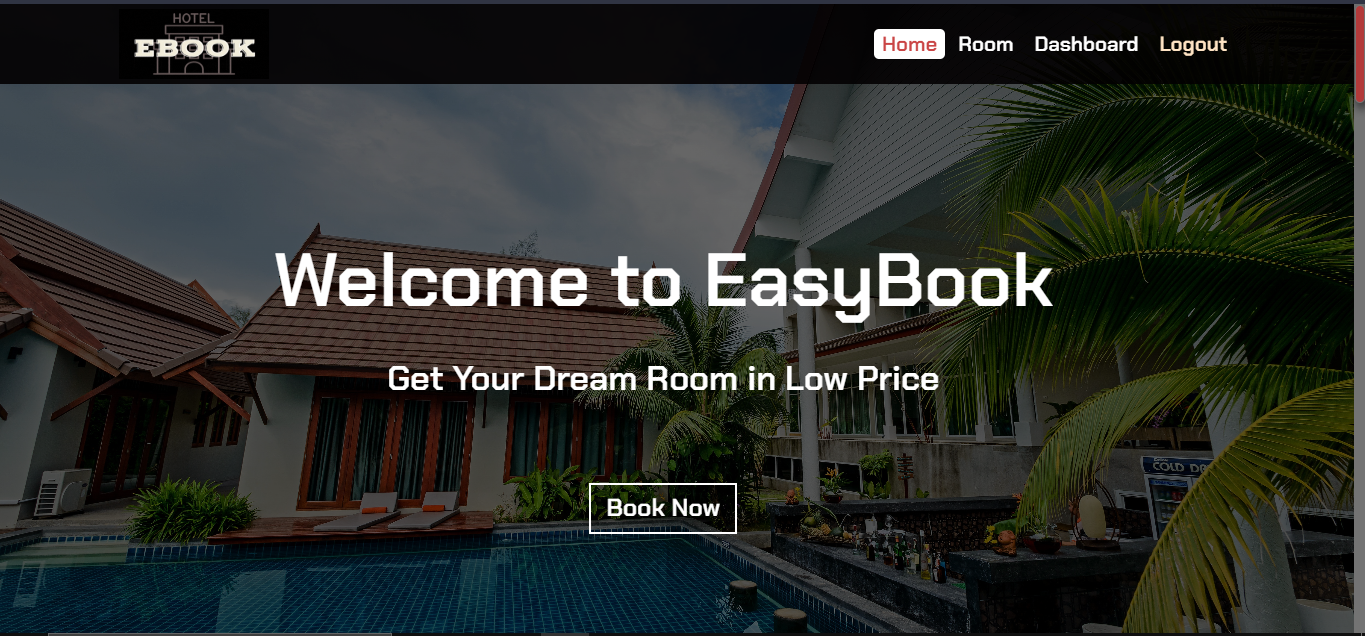 HOTEL
EBOOK
Home Room Dashboard Logout
Welcome to EasyBook
Get Your Dream Room in Low Price
Book Now
COLD